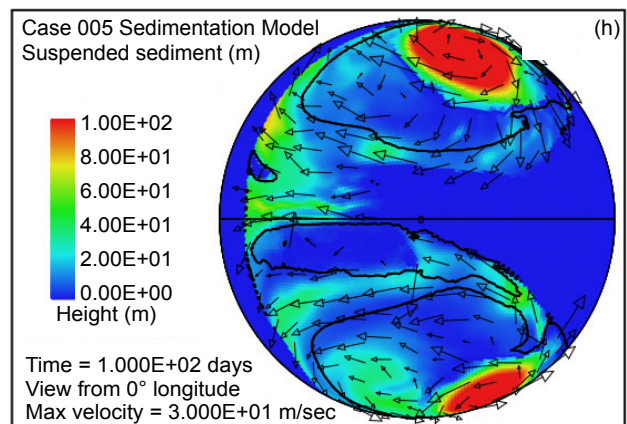 Case 005 Sedimentation Model
(h)
Suspended sediment (m)
1.00E+02
8.00E+01
6.00E+01
4.00E+01
2.00E+01
0.00E+00
Height (m)
Time = 1.000E+02 days
View from 0° longitude
Max velocity = 3.000E+01 m/sec